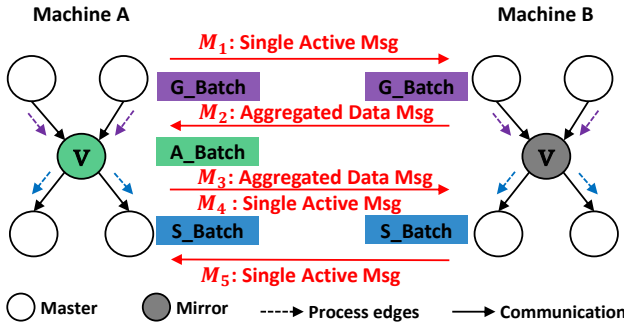 Machine A
Machine B
M₁: Single Active Msg
G_Batch
G_Batch
M₂: Aggregated Data Msg
V
A_Batch
V
M₃: Aggregated Data Msg
M₄: Single Active Msg
S_Batch
S_Batch
M₅: Single Active Msg
Master
Mirror
Process edges
Communication